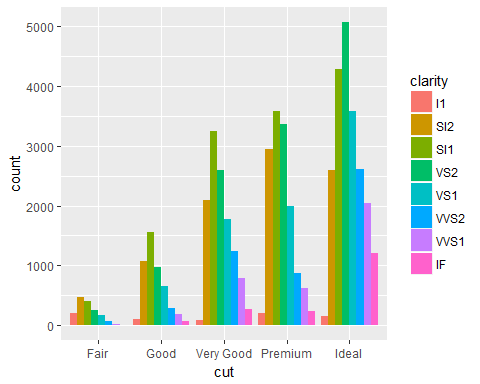 5000
4000
3000
2000
1000
0
count
Fair
Good
Very Good
Premium
Ideal
cut
clarity
I1
SI2
SI1
VS2
VS1
VVS2
VVS1
IF